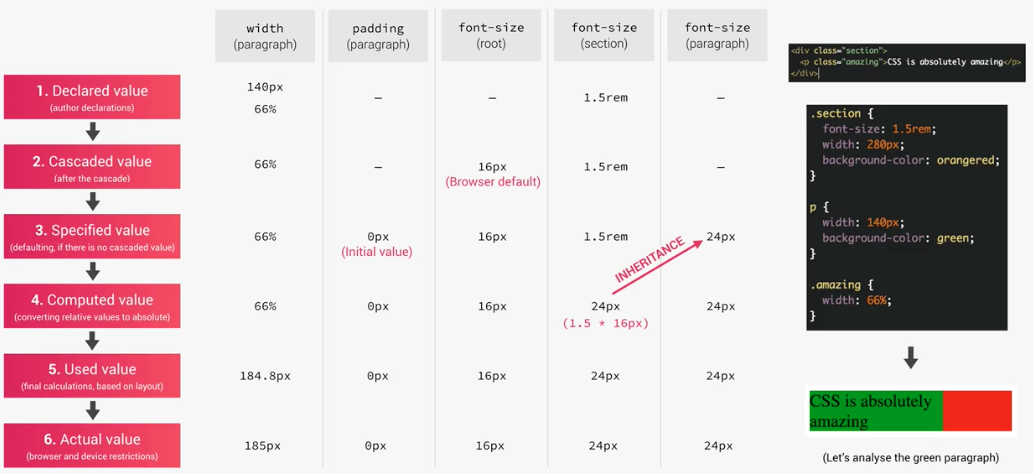 width
(paragraph)
padding
(paragraph)
font-size
(root)
font-size
(section)
font-size
(paragraph)
1. Declared value
(author declarations)
140px
66%
–
–
1.5rem
–
2. Cascaded value
(after the cascade)
66%
–
16px
(Browser default)
1.5rem
–
3. Specified value
(defaulting, if there is no cascaded value)
66%
0px
(Initial value)
16px
1.5rem
24px
INHERITANCE
4. Computed value
(converting relative values to absolute)
66%
0px
16px
24px
(1.5 * 16px)
24px
5. Used value
(final calculations, based on layout)
184.8px
0px
16px
24px
24px
6. Actual value
(browser and device restrictions)
185px
0px
16px
24px
24px
<div class="section">
<p class="amazing">CSS is absolutely amazing</p>
</div>
.section {
font-size: 1.5rem;
width: 280px;
background-color: orangered;
}
p {
width: 140px;
background-color: green;
}
.amazing {
width: 66%;
}
CSS is absolutely
amazing
(Let's analyse the green paragraph)